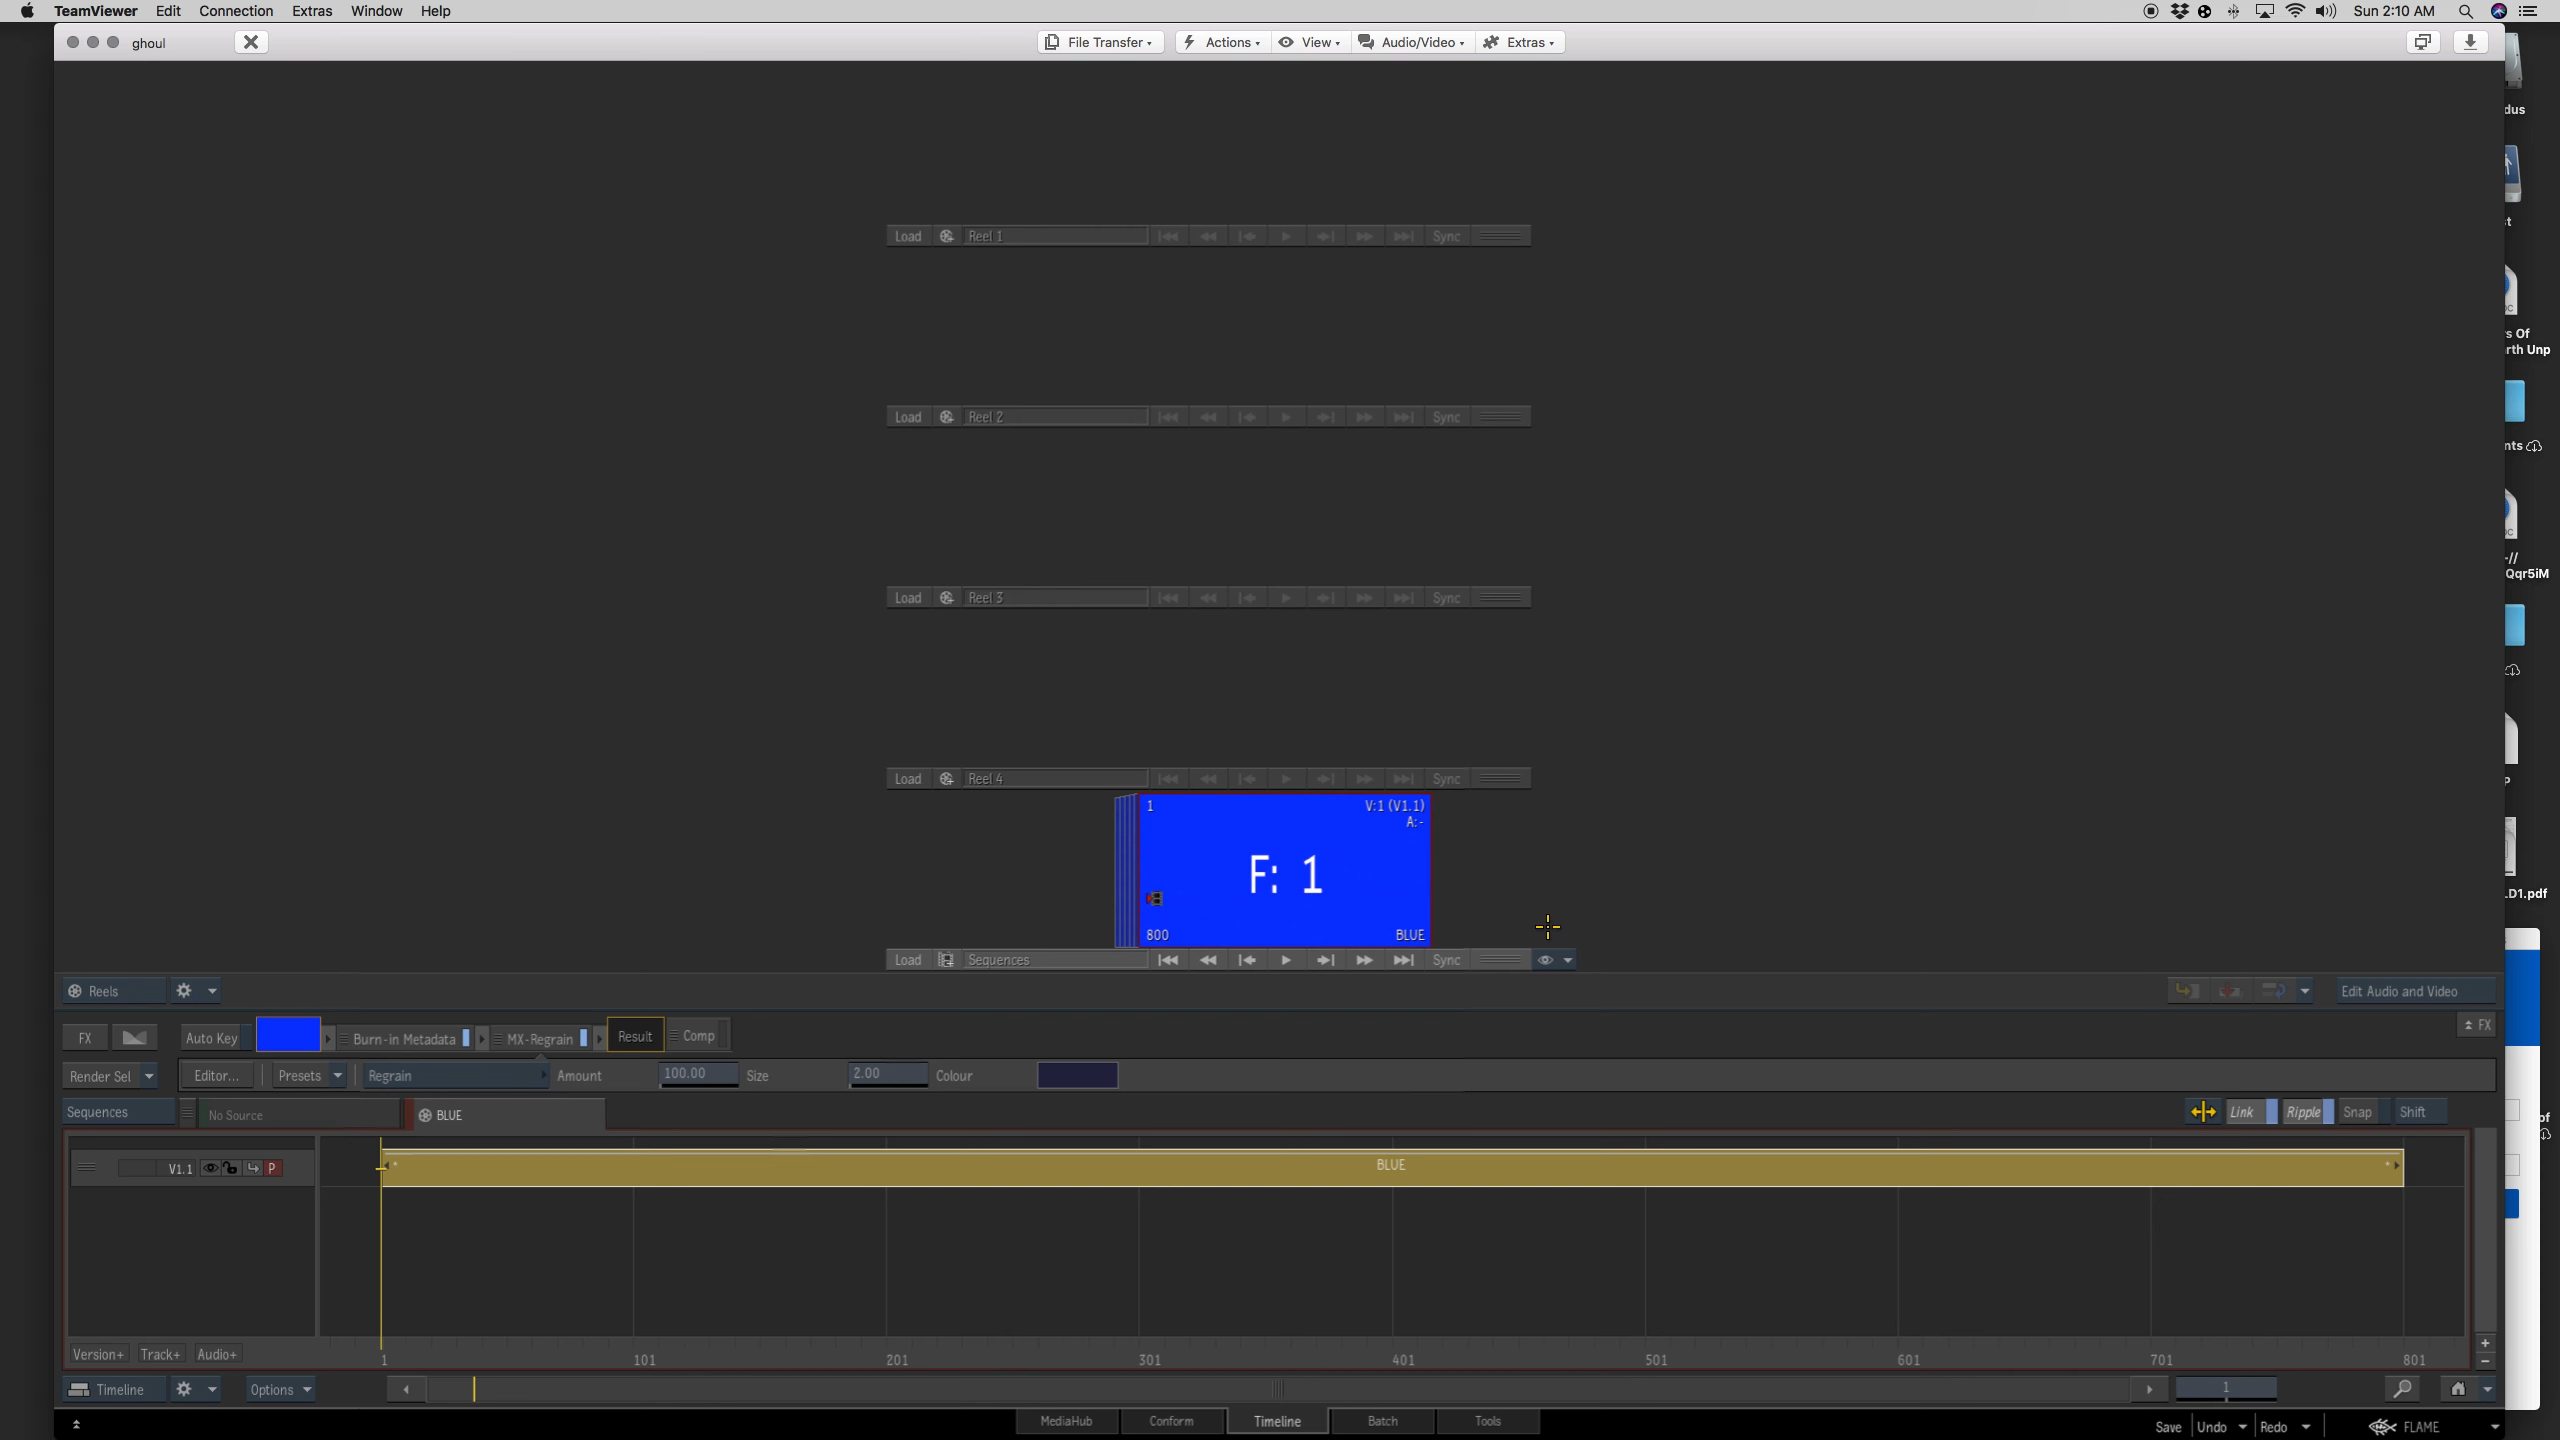 TeamViewer Edit Connection Extras Window Help Sun 2:10 AM
ghoul File Transfer Actions View Audio/Video Extras
dus
t
Load Reel 1 Sync
s Of
rth Unp
Load Reel 2 Sync
nts
-//
Qqr5iM
Load Reel 3 Sync
Load Reel 4 Sync
P
1 V:1 (V1.1)
A:-
F: 1
.D1.pdf
800 BLUE
Load Sequences Sync
Reels Edit Audio and Video
FX Auto Key Burn-in Metadata MX-Regrain Result Comp FX
Render Sel Editor... Presets Regrain Amount 100.00 Size 2.00 Colour
Sequences No Source BLUE Link Ripple Snap Shift
of
V1.1 P BLUE
Version+ Track+ Audio+ 1 101 201 301 401 501 601 701 801
Timeline Options 1
MediaHub Conform Timeline Batch Tools Save Undo Redo FLAME